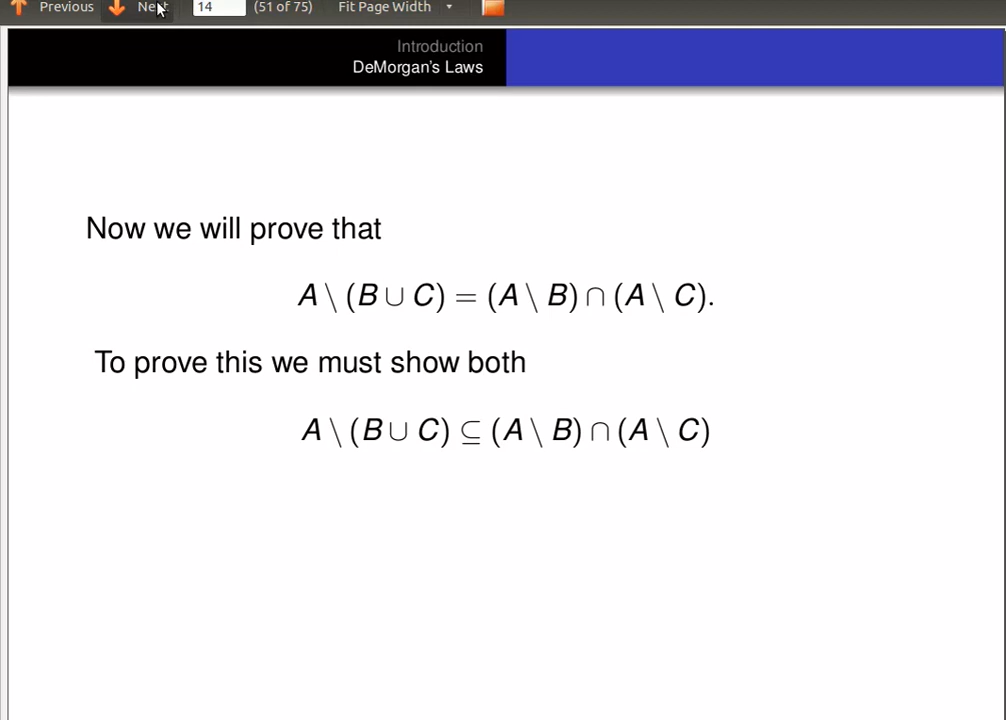 Previous Next 14 (51 of 75) Fit Page Width
Introduction
DeMorgan's Laws
Now we will prove that
A \ (B ∪ C) = (A \ B) ∩ (A \ C).
To prove this we must show both
A \ (B ∪ C) ⊆ (A \ B) ∩ (A \ C)